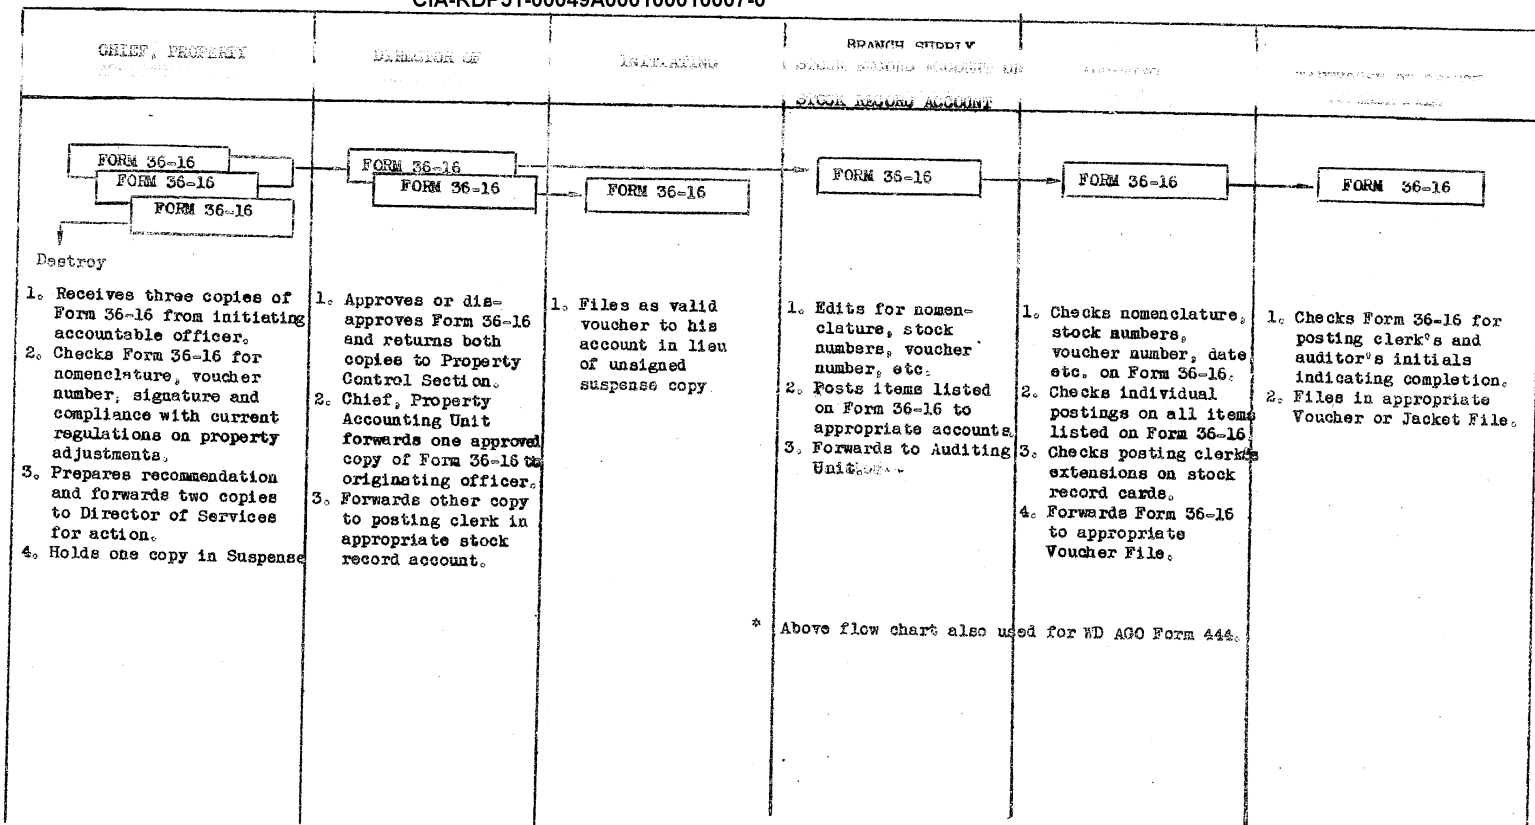 CHIEF, PROPERTY
DIRECTOR OF
INITIATING
BRANCH SUPPLY
STOCK RECORD ACCOUNT OR
STOCK RECORD ACCOUNT
FORM 36-16
FORM 36-16
FORM 36-16
Destroy
1. Receives three copies of
Form 36-16 from initiating
accountable officer.
2. Checks Form 36-16 for
nomenclature, voucher
number, signature and
compliance with current
regulations on property
adjustments.
3. Prepares recommendation
and forwards two copies
to Director of Services
for action.
4. Holds one copy in Suspense
FORM 36-16
FORM 36-16
1. Approves or dis-
approves Form 36-16
and returns both
copies to Property
Control Section.
2. Chief, Property
Accounting Unit
forwards one approved
copy of Form 36-16 to
originating officer.
3. Forwards other copy
to posting clerk in
appropriate stock
record account.
FORM 36-16
1. Files as valid
voucher to his
account in lieu
of unsigned
suspense copy
FORM 36-16
1. Edits for nomen-
clature, stock
numbers, voucher
number, etc.
2. Posts items listed
on Form 36-16 to
appropriate accounts.
3. Forwards to Auditing
Unit.
FORM 36-16
1. Checks nomenclature,
stock numbers,
voucher number, date
etc. on Form 36-16.
2. Checks individual
postings on all items
listed on Form 36-16
3. Checks posting clerk's
extensions on stock
record cards.
4. Forwards Form 36-16
to appropriate
Voucher File.
FORM 36-16
1. Checks Form 36-16 for
posting clerk's and
auditor's initials
indicating completion.
2. Files in appropriate
Voucher or Jacket File.
* Above flow chart also used for WD AGO Form 444.